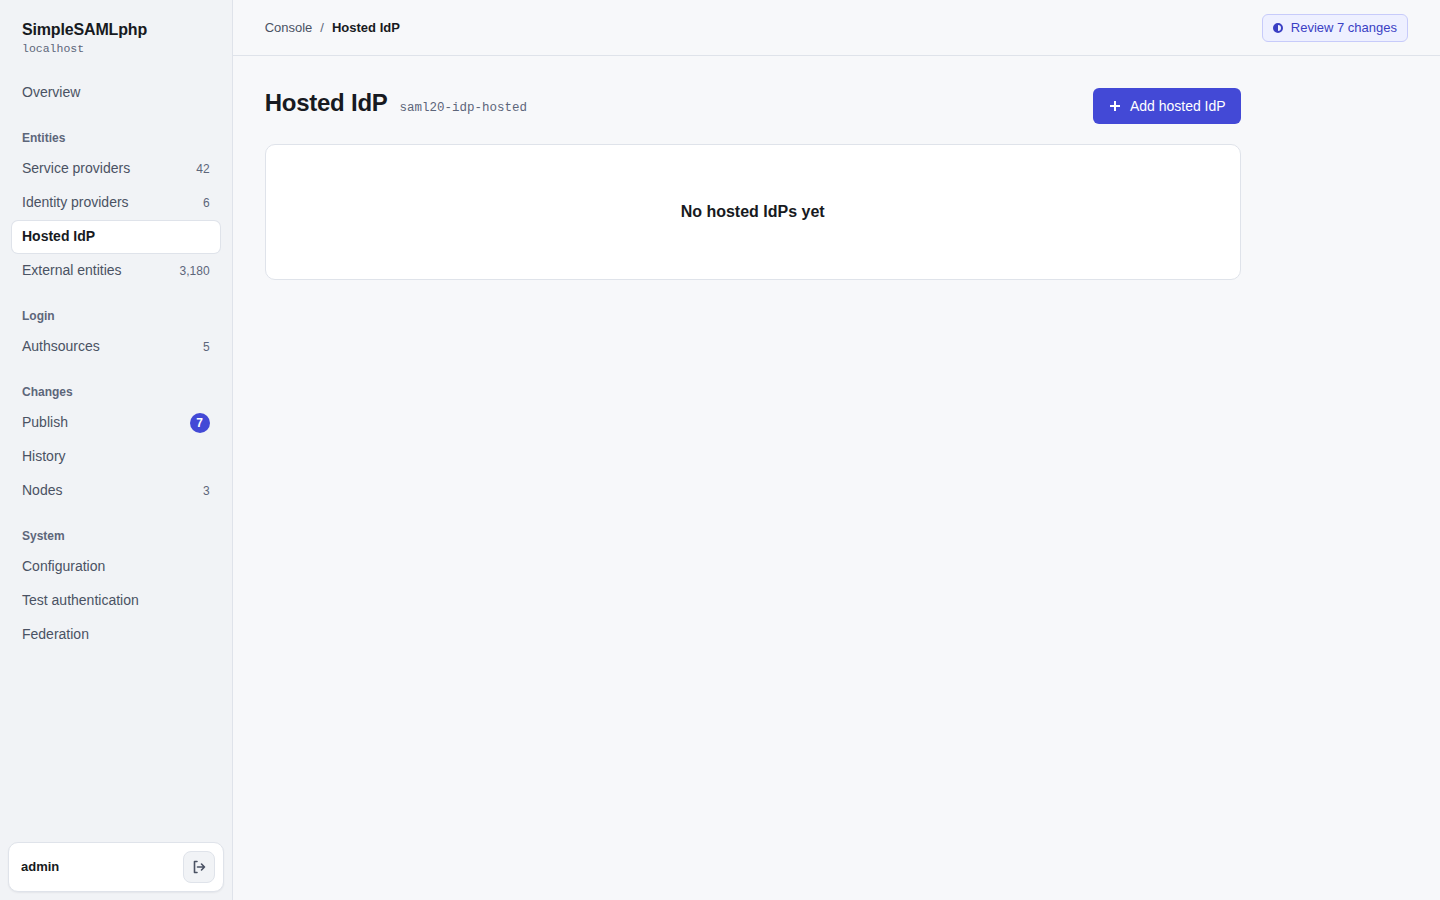 SimpleSAMLphp
localhost
Overview
Entities
Service providers 42
Identity providers 6
Hosted IdP
External entities 3,180
Login
Authsources 5
Changes
Publish 7
History
Nodes 3
System
Configuration
Test authentication
Federation
admin
Console / Hosted IdP
Review 7 changes
Hosted IdP saml20-idp-hosted
Add hosted IdP
No hosted IdPs yet